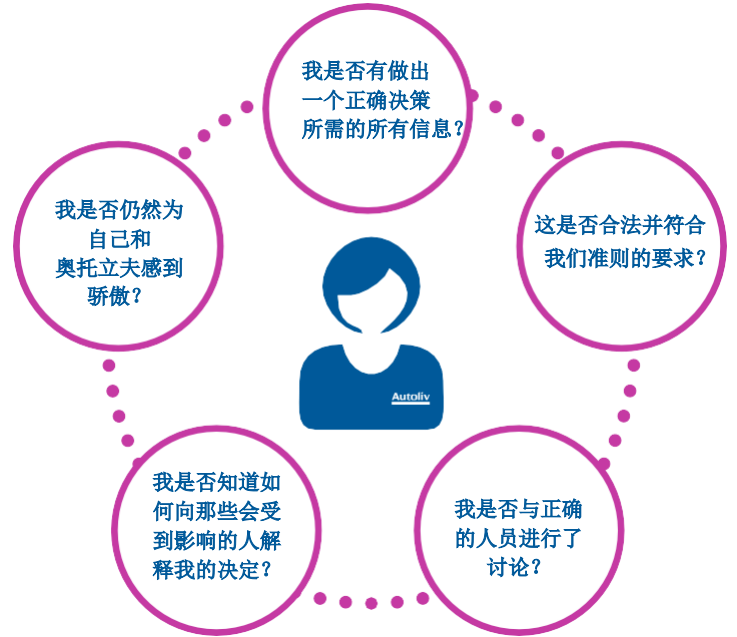 我是否有做出
一个正确决策
所需的所有信息？
这是否合法并符合
我们准则的要求？
我是否与正确
的人员进行了
讨论？
我是否知道如
何向那些会受
到影响的人解
释我的决定？
我是否仍然为
自己和
奥托立夫感到
骄傲？
Autoliv